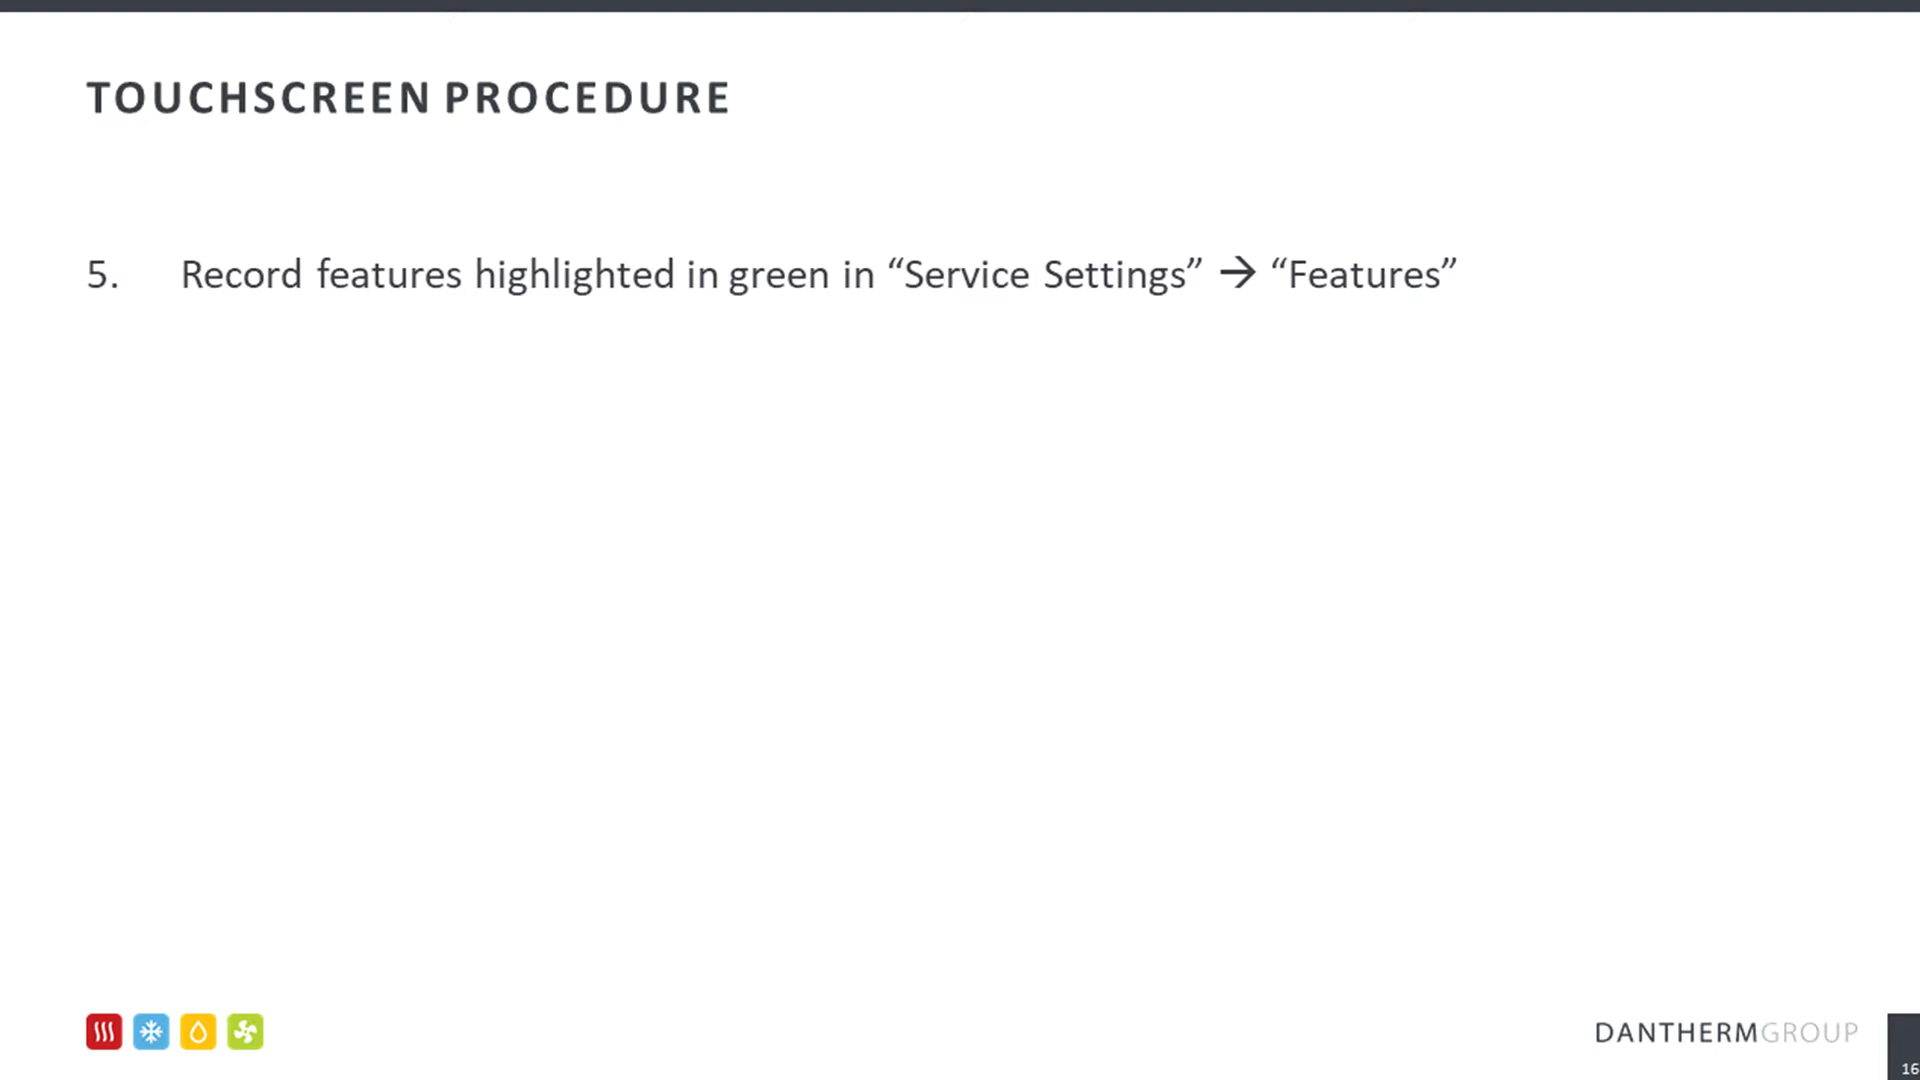 TOUCHSCREEN PROCEDURE
5. Record features highlighted in green in “Service Settings” → “Features”
DANTHERMGROUP
16